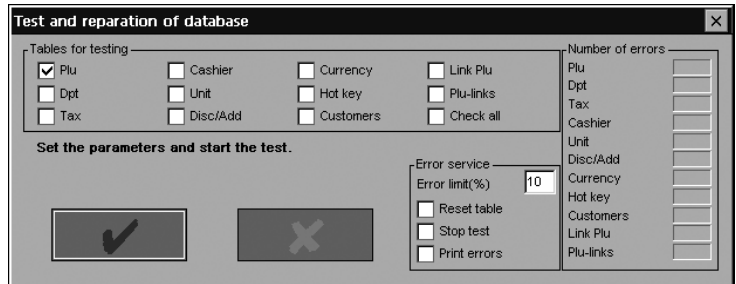 Test and reparation of database
Tables for testing
Plu Cashier Currency Link Plu
Dpt Unit Hot key Plu-links
Tax Disc/Add Customers Check all
Set the parameters and start the test.
Error service
Error limit(%) 10
Reset table
Stop test
Print errors
Number of errors
Plu
Dpt
Tax
Cashier
Unit
Disc/Add
Currency
Hot key
Customers
Link Plu
Plu-links